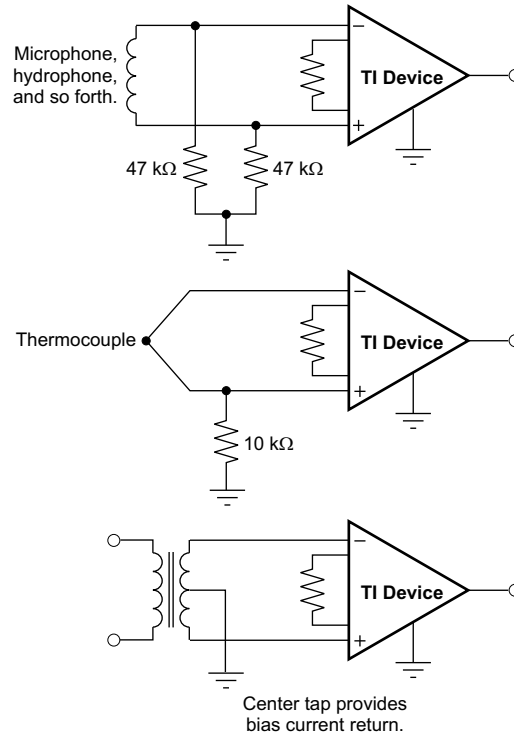 Microphone,
hydrophone,
and so forth.
−
TI Device
+
47 kΩ
47 kΩ
−
Thermocouple
TI Device
+
10 kΩ
−
TI Device
+
Center tap provides
bias current return.